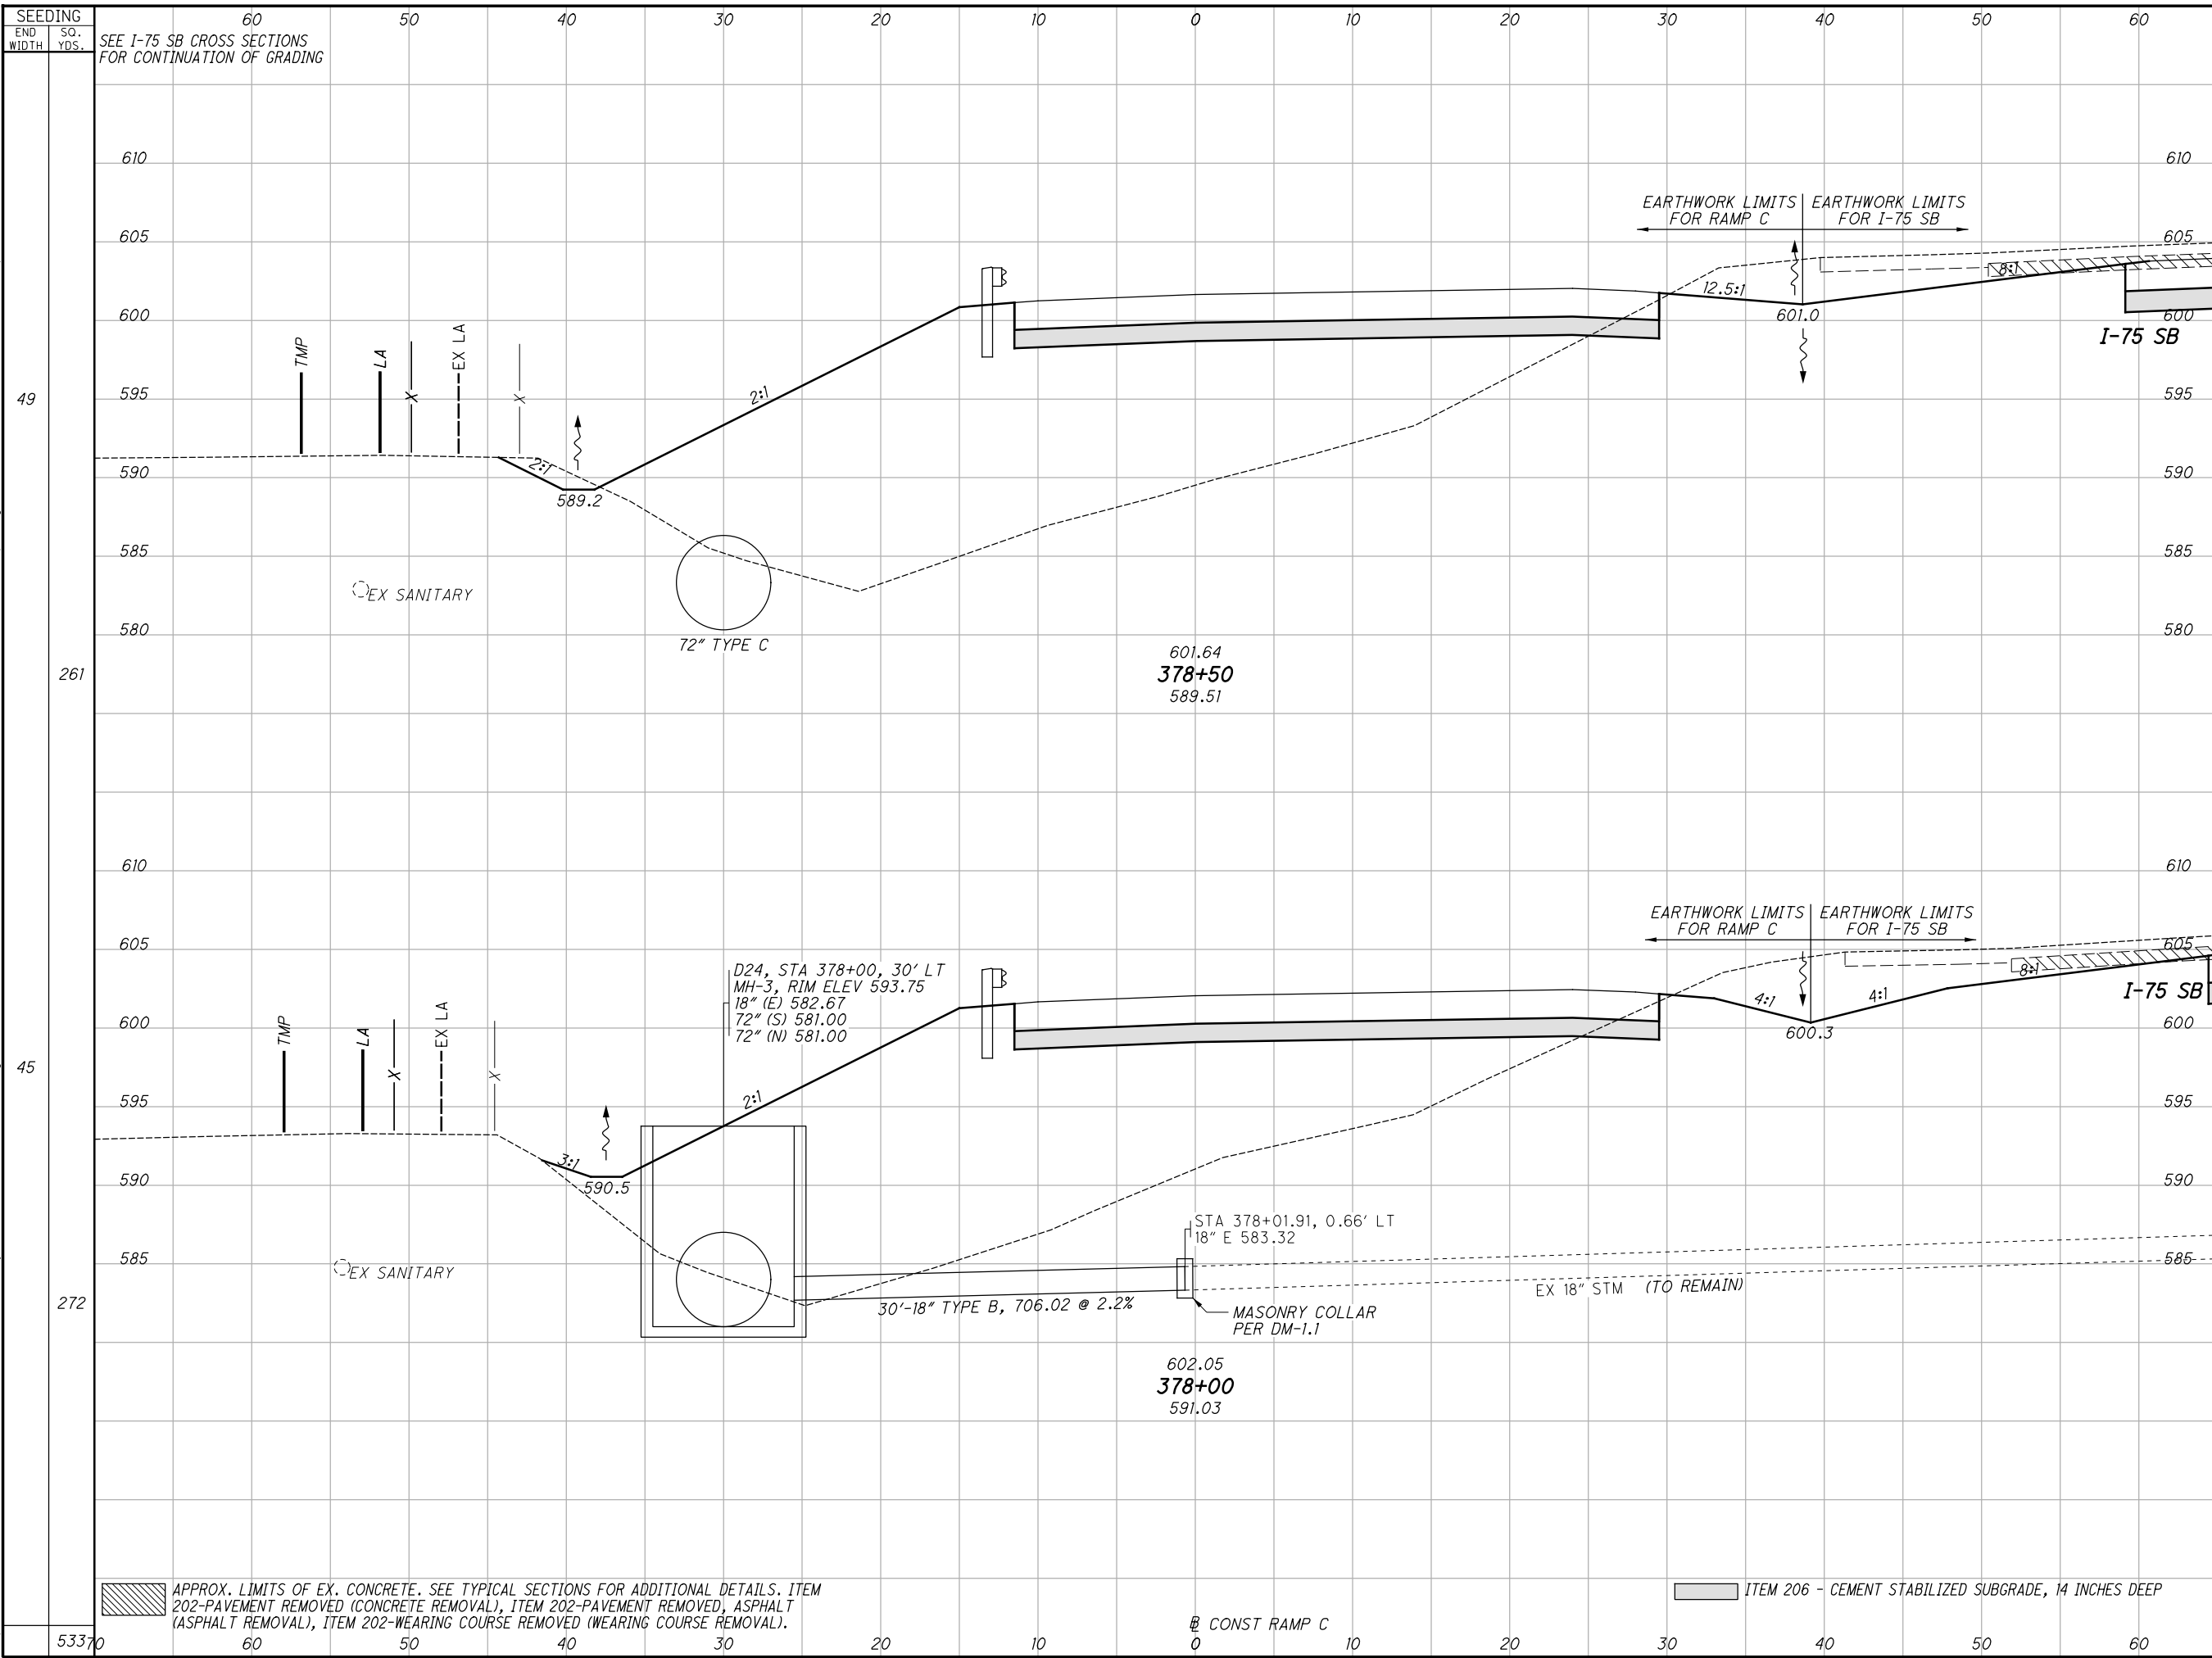 SEEDING
END WIDTH
SQ. YDS.
60 50 40 30 20 10 0 10 20 30 40 50 60
SEE I-75 SB CROSS SECTIONS
FOR CONTINUATION OF GRADING
610 610
EARTHWORK LIMITS
FOR RAMP C
EARTHWORK LIMITS
FOR I-75 SB
605 605
8:1
12.5:1
601.0
600 600
I-75 SB
TMP
LA
X
EX LA
X
49
595 595
2:1
2:1
590 590
589.2
585 585
EX SANITARY
580 580
72" TYPE C
601.64
378+50
589.51
261
610 610
EARTHWORK LIMITS
FOR RAMP C
EARTHWORK LIMITS
FOR I-75 SB
605 605
D24, STA 378+00, 30' LT
MH-3, RIM ELEV 593.75
18" (E) 582.67
72" (S) 581.00
72" (N) 581.00
8:1
4:1
4:1
I-75 SB
600 600
600.3
TMP
LA
X
EX LA
X
45
595 595
2:1
3:1
590 590
590.5
STA 378+01.91, 0.66' LT
18" E 583.32
585 585
EX SANITARY
EX 18" STM (TO REMAIN)
30'-18" TYPE B, 706.02 @ 2.2%
MASONRY COLLAR
PER DM-1.1
272
602.05
378+00
591.03
APPROX. LIMITS OF EX. CONCRETE. SEE TYPICAL SECTIONS FOR ADDITIONAL DETAILS. ITEM
202-PAVEMENT REMOVED (CONCRETE REMOVAL), ITEM 202-PAVEMENT REMOVED, ASPHALT
(ASPHALT REMOVAL), ITEM 202-WEARING COURSE REMOVED (WEARING COURSE REMOVAL).
ITEM 206 - CEMENT STABILIZED SUBGRADE, 14 INCHES DEEP
CONST RAMP C
533
70 60 50 40 30 20 10 0 10 20 30 40 50 60